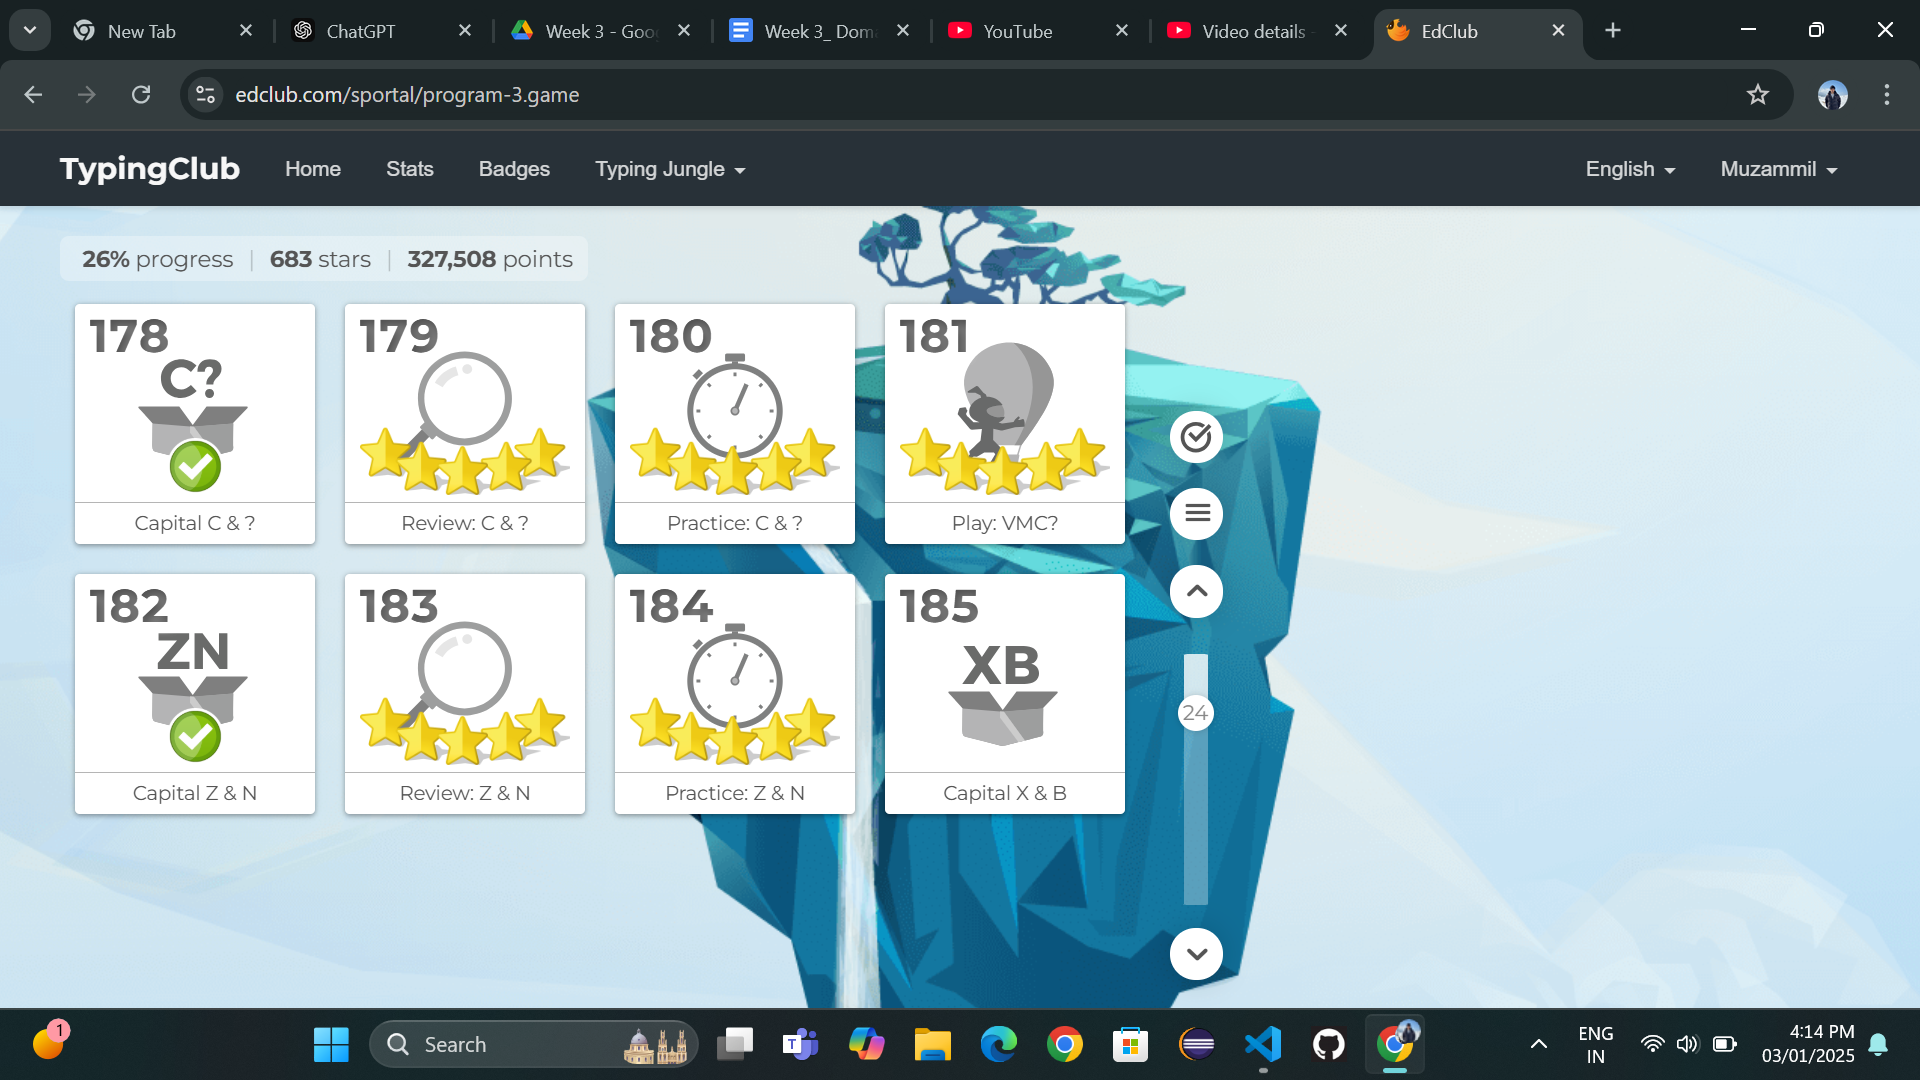 New Tab
ChatGPT
Week 3 - Goo
Week 3_ Dom
YouTube
Video details -
EdClub
edclub.com/sportal/program-3.game
TypingClub
Home
Stats
Badges
Typing Jungle
English
Muzammil
26% progress
683 stars
327,508 points
178
C?
Capital C & ?
179
Review: C & ?
180
Practice: C & ?
181
Play: VMC?
182
ZN
Capital Z & N
183
Review: Z & N
184
Practice: Z & N
185
XB
Capital X & B
24
1
Search
T
ENG
IN
4:14 PM
03/01/2025